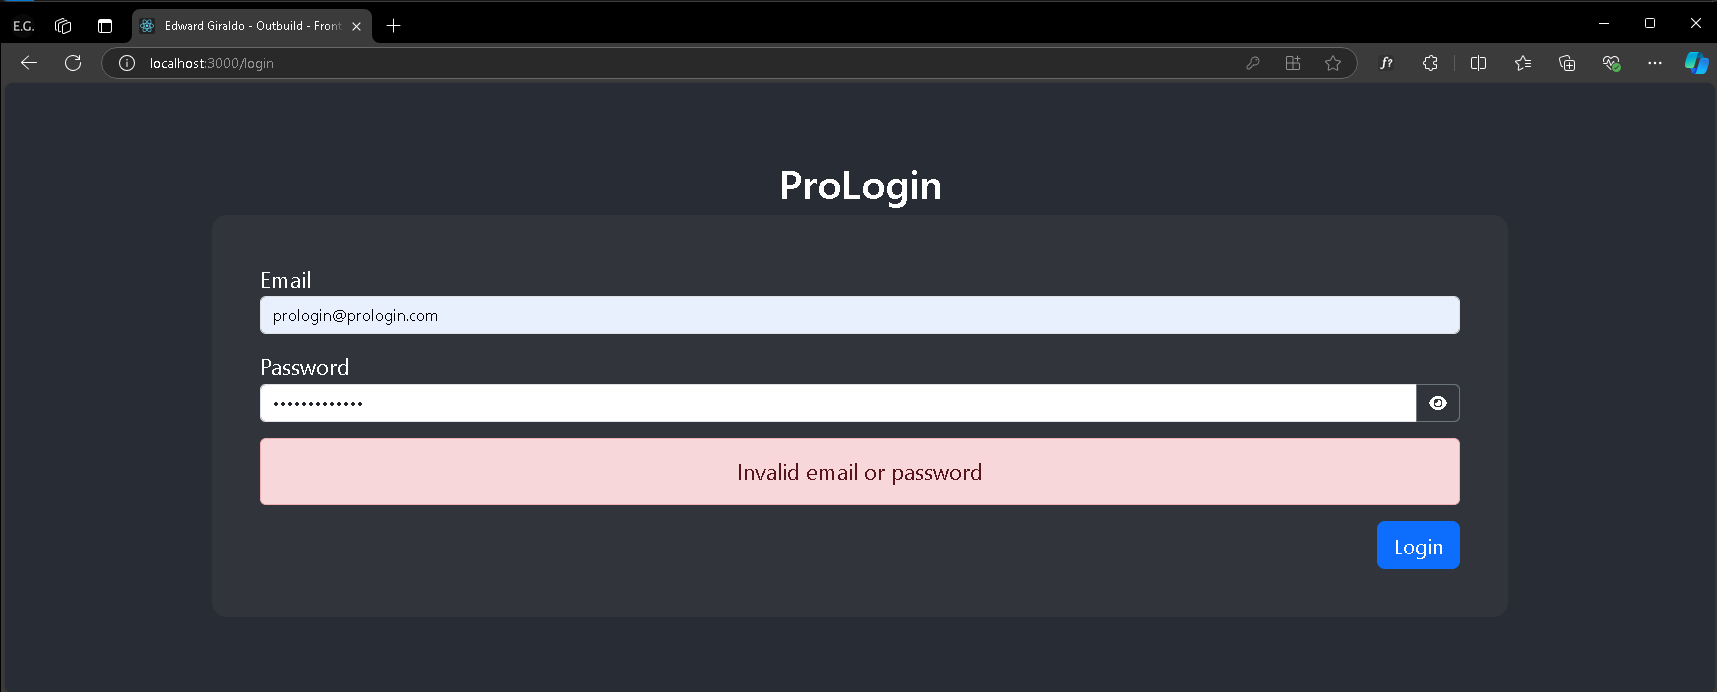 E.G.
Edward Giraldo - Outbuild - Front
localhost:3000/login
f?
ProLogin
Email
prologin@prologin.com
Password
•••••••••••••
Invalid email or password
Login